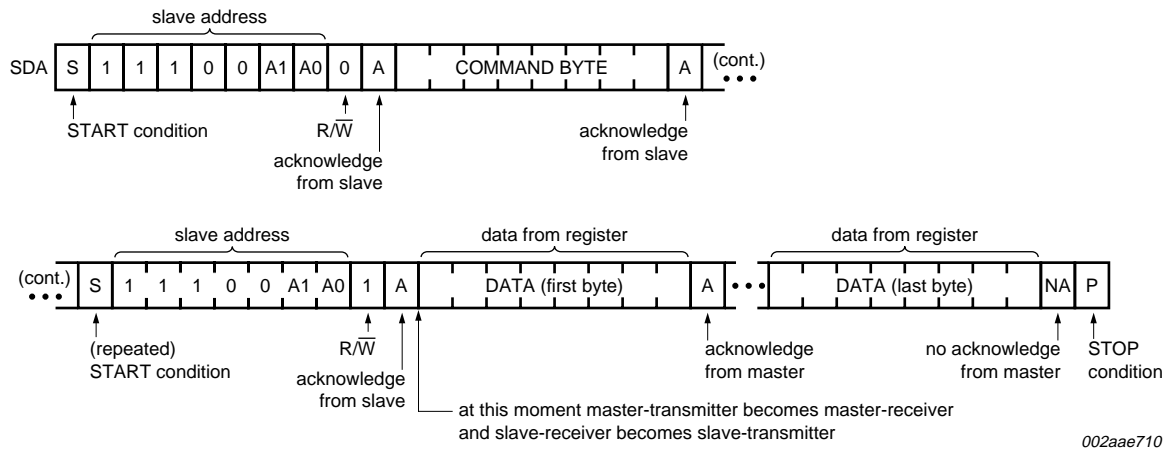 slave address
SDA S 1 1 1 0 0 A1 A0 0 A COMMAND BYTE A (cont.)
START condition
R/W̅
acknowledge
from slave
acknowledge
from slave
slave address
data from register
data from register
(cont.) S 1 1 1 0 0 A1 A0 1 A DATA (first byte) A DATA (last byte) NA P
(repeated)
START condition
R/W̅
acknowledge
from slave
acknowledge
from master
no acknowledge
from master
STOP
condition
at this moment master-transmitter becomes master-receiver
and slave-receiver becomes slave-transmitter
002aae710